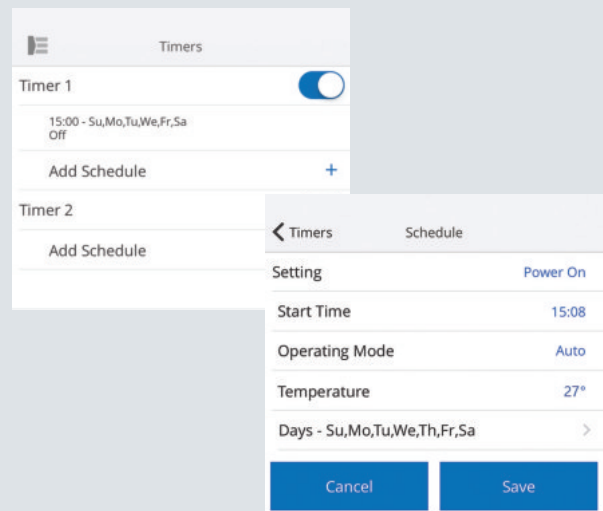 Timers
Timer 1
15:00 - Su,Mo,Tu,We,Fr,Sa
Off
Add Schedule +
Timer 2
Add Schedule
Timers Schedule
Setting Power On
Start Time 15:08
Operating Mode Auto
Temperature 27°
Days - Su,Mo,Tu,We,Th,Fr,Sa
Cancel Save